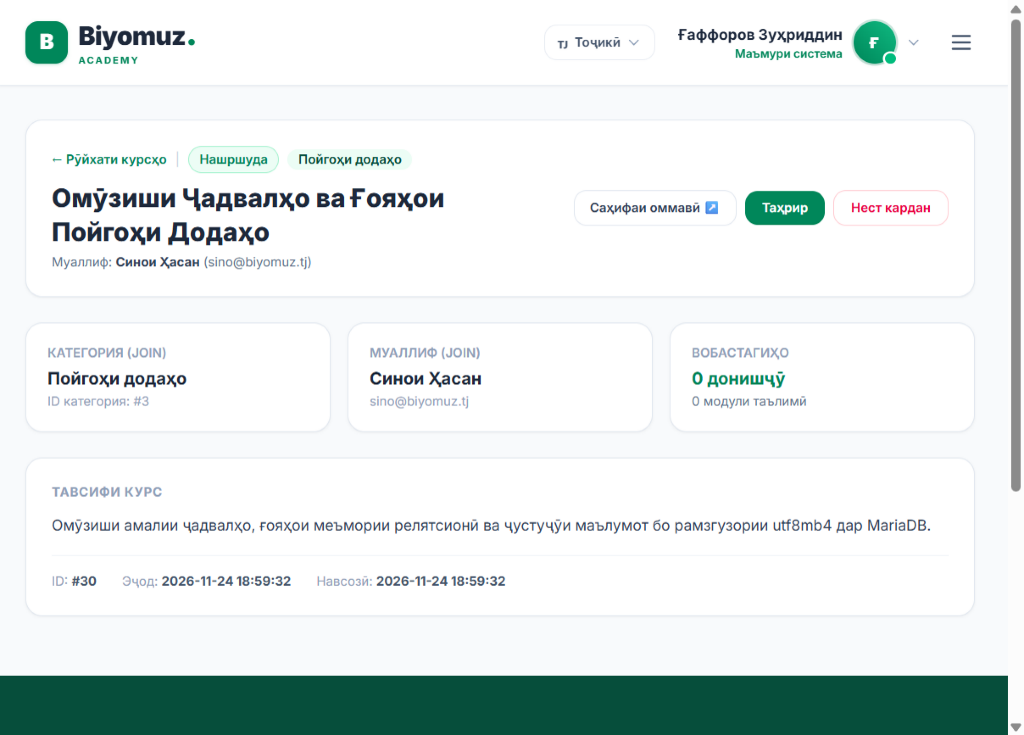 B
Biyomuz.
ACADEMY
TJ Тоҷикӣ
Ғаффоров Зуҳриддин
Маъмури система
Ғ
← Рӯйхати курсҳо | Нашршуда Пойгоҳи додаҳо
Омӯзиши Ҷадвалҳо ва Ғояҳои
Пойгоҳи Додаҳо
Муаллиф: Синои Ҳасан (sino@biyomuz.tj)
Саҳифаи оммавӣ ↗ Таҳрир Нест кардан
КАТЕГОРИЯ (JOIN)
Пойгоҳи додаҳо
ID категория: #3
МУАЛЛИФ (JOIN)
Синои Ҳасан
sino@biyomuz.tj
ВОБАСТАГИҲО
0 донишҷӯ
0 модули таълимӣ
ТАВСИФИ КУРС
Омӯзиши амалии ҷадвалҳо, ғояҳои меъмории релятсионӣ ва ҷустуҷӯи маълумот бо рамзгузории utf8mb4 дар MariaDB.
ID: #30 Эҷод: 2026-11-24 18:59:32 Навсозӣ: 2026-11-24 18:59:32